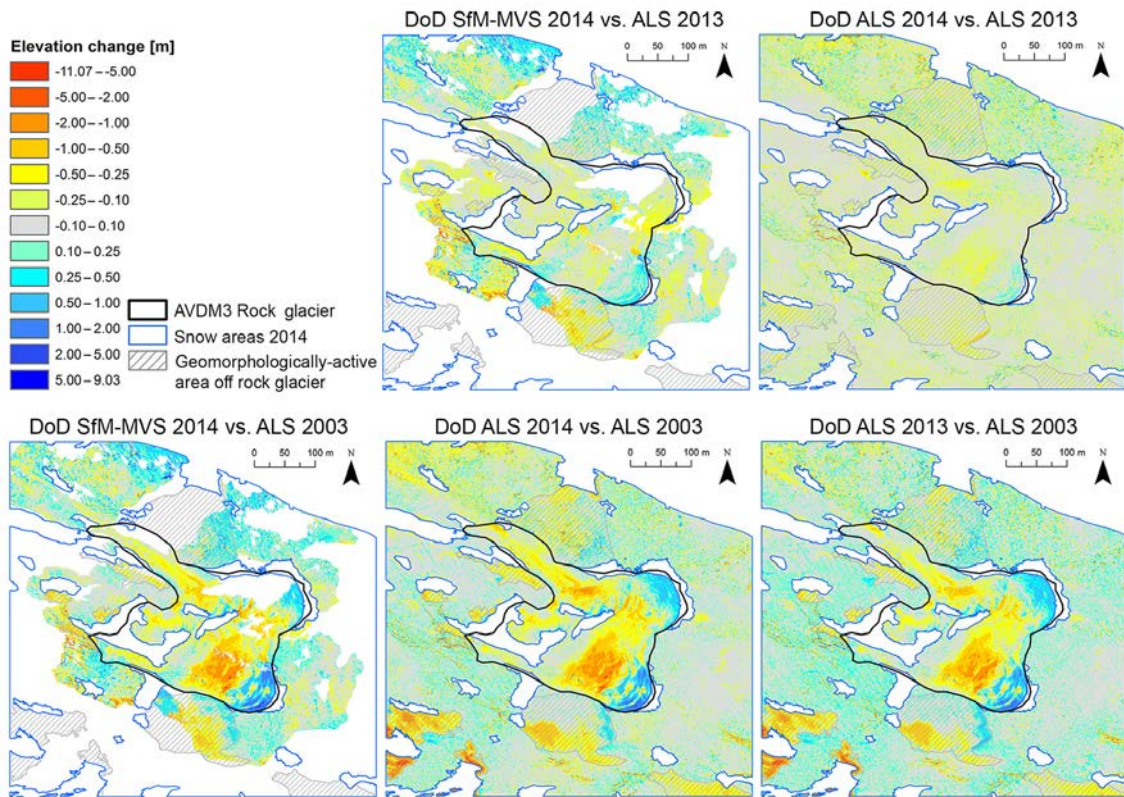 DoD SfM-MVS 2014 vs. ALS 2013
0 50 100 m
N
DoD ALS 2014 vs. ALS 2013
0 50 100 m
N
Elevation change [m]
-11.07 – -5.00
-5.00 – -2.00
-2.00 – -1.00
-1.00 – -0.50
-0.50 – -0.25
-0.25 – -0.10
-0.10 – 0.10
0.10 – 0.25
0.25 – 0.50
0.50 – 1.00
1.00 – 2.00
2.00 – 5.00
5.00 – 9.03
AVDM3 Rock glacier
Snow areas 2014
Geomorphologically-active
area off rock glacier
DoD SfM-MVS 2014 vs. ALS 2003
0 50 100 m
N
DoD ALS 2014 vs. ALS 2003
0 50 100 m
N
DoD ALS 2013 vs. ALS 2003
0 50 100 m
N